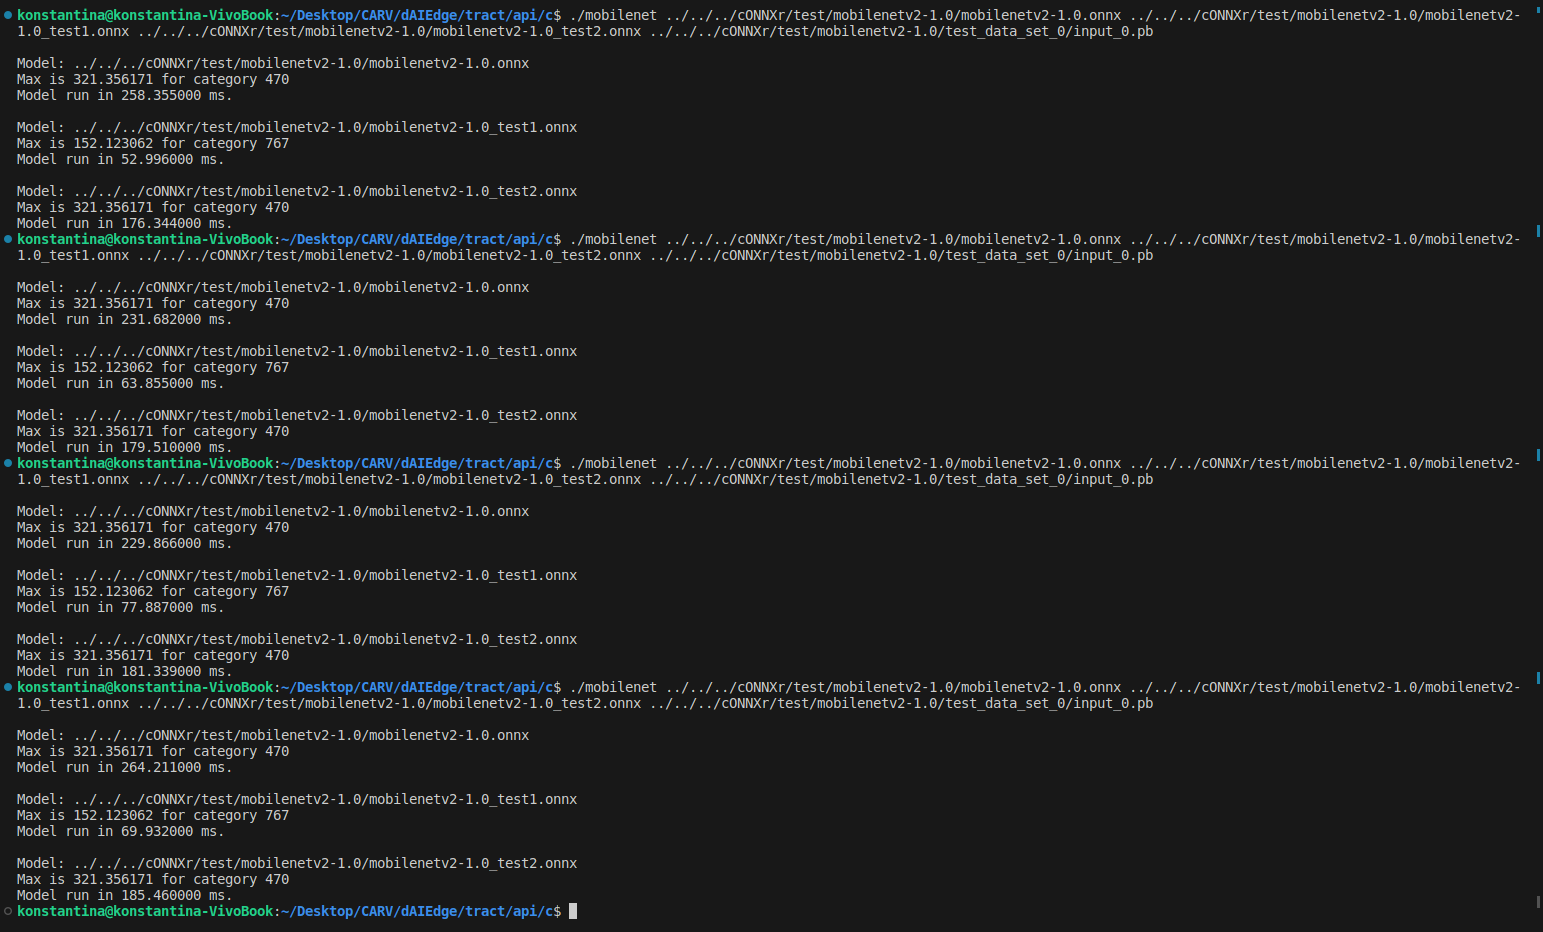 konstantina@konstantina-VivoBook:~/Desktop/CARV/dAIEdge/tract/api/c$ ./mobilenet ../../../cONNXr/test/mobilenetv2-1.0/mobilenetv2-1.0.onnx ../../../cONNXr/test/mobilenetv2-1.0/mobilenetv2-
1.0_test1.onnx ../../../cONNXr/test/mobilenetv2-1.0/mobilenetv2-1.0_test2.onnx ../../../cONNXr/test/mobilenetv2-1.0/test_data_set_0/input_0.pb
Model: ../../../cONNXr/test/mobilenetv2-1.0/mobilenetv2-1.0.onnx
Max is 321.356171 for category 470
Model run in 258.355000 ms.
Model: ../../../cONNXr/test/mobilenetv2-1.0/mobilenetv2-1.0_test1.onnx
Max is 152.123062 for category 767
Model run in 52.996000 ms.
Model: ../../../cONNXr/test/mobilenetv2-1.0/mobilenetv2-1.0_test2.onnx
Max is 321.356171 for category 470
Model run in 176.344000 ms.
konstantina@konstantina-VivoBook:~/Desktop/CARV/dAIEdge/tract/api/c$ ./mobilenet ../../../cONNXr/test/mobilenetv2-1.0/mobilenetv2-1.0.onnx ../../../cONNXr/test/mobilenetv2-1.0/mobilenetv2-
1.0_test1.onnx ../../../cONNXr/test/mobilenetv2-1.0/mobilenetv2-1.0_test2.onnx ../../../cONNXr/test/mobilenetv2-1.0/test_data_set_0/input_0.pb
Model: ../../../cONNXr/test/mobilenetv2-1.0/mobilenetv2-1.0.onnx
Max is 321.356171 for category 470
Model run in 231.682000 ms.
Model: ../../../cONNXr/test/mobilenetv2-1.0/mobilenetv2-1.0_test1.onnx
Max is 152.123062 for category 767
Model run in 63.855000 ms.
Model: ../../../cONNXr/test/mobilenetv2-1.0/mobilenetv2-1.0_test2.onnx
Max is 321.356171 for category 470
Model run in 179.510000 ms.
konstantina@konstantina-VivoBook:~/Desktop/CARV/dAIEdge/tract/api/c$ ./mobilenet ../../../cONNXr/test/mobilenetv2-1.0/mobilenetv2-1.0.onnx ../../../cONNXr/test/mobilenetv2-1.0/mobilenetv2-
1.0_test1.onnx ../../../cONNXr/test/mobilenetv2-1.0/mobilenetv2-1.0_test2.onnx ../../../cONNXr/test/mobilenetv2-1.0/test_data_set_0/input_0.pb
Model: ../../../cONNXr/test/mobilenetv2-1.0/mobilenetv2-1.0.onnx
Max is 321.356171 for category 470
Model run in 229.866000 ms.
Model: ../../../cONNXr/test/mobilenetv2-1.0/mobilenetv2-1.0_test1.onnx
Max is 152.123062 for category 767
Model run in 77.887000 ms.
Model: ../../../cONNXr/test/mobilenetv2-1.0/mobilenetv2-1.0_test2.onnx
Max is 321.356171 for category 470
Model run in 181.339000 ms.
konstantina@konstantina-VivoBook:~/Desktop/CARV/dAIEdge/tract/api/c$ ./mobilenet ../../../cONNXr/test/mobilenetv2-1.0/mobilenetv2-1.0.onnx ../../../cONNXr/test/mobilenetv2-1.0/mobilenetv2-
1.0_test1.onnx ../../../cONNXr/test/mobilenetv2-1.0/mobilenetv2-1.0_test2.onnx ../../../cONNXr/test/mobilenetv2-1.0/test_data_set_0/input_0.pb
Model: ../../../cONNXr/test/mobilenetv2-1.0/mobilenetv2-1.0.onnx
Max is 321.356171 for category 470
Model run in 264.211000 ms.
Model: ../../../cONNXr/test/mobilenetv2-1.0/mobilenetv2-1.0_test1.onnx
Max is 152.123062 for category 767
Model run in 69.932000 ms.
Model: ../../../cONNXr/test/mobilenetv2-1.0/mobilenetv2-1.0_test2.onnx
Max is 321.356171 for category 470
Model run in 185.460000 ms.
konstantina@konstantina-VivoBook:~/Desktop/CARV/dAIEdge/tract/api/c$